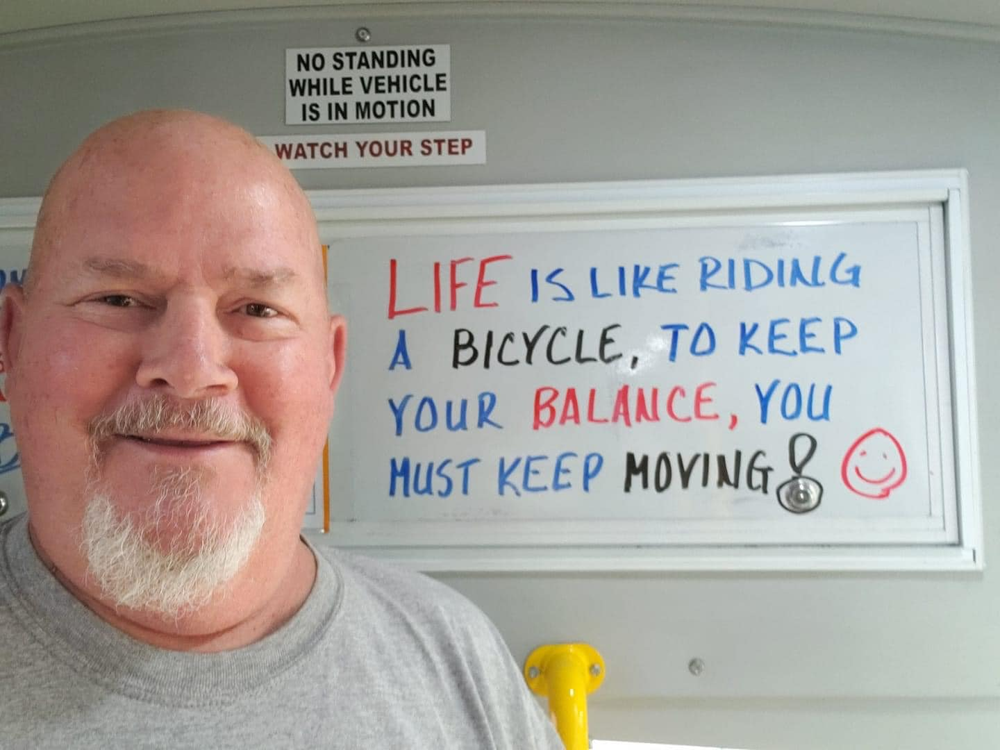 NO STANDING
WHILE VEHICLE
IS IN MOTION
WATCH YOUR STEP
LIFE IS LIKE RIDING
A BICYCLE, TO KEEP
YOUR BALANCE, YOU
MUST KEEP MOVING!